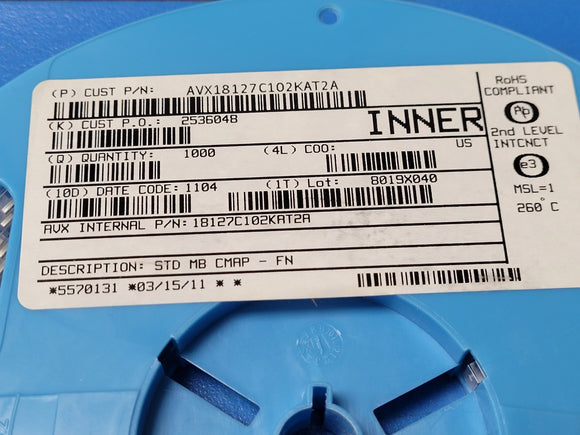 (P) CUST P/N: AVX18127C102KAT2A
(K) CUST P.O.: 2536048
INNER
(Q) QUANTITY: 1000 (4L) COO: US
(10D) DATE CODE: 1104 (1T) Lot: 8019X040
AVX INTERNAL P/N: 18127C102KAT2A
DESCRIPTION: STD MB CMAP - FN
*5570131 *03/15/11 * *
RoHS
COMPLIANT
Pb
2nd LEVEL
INTCNCT
e3
MSL=1
260°C